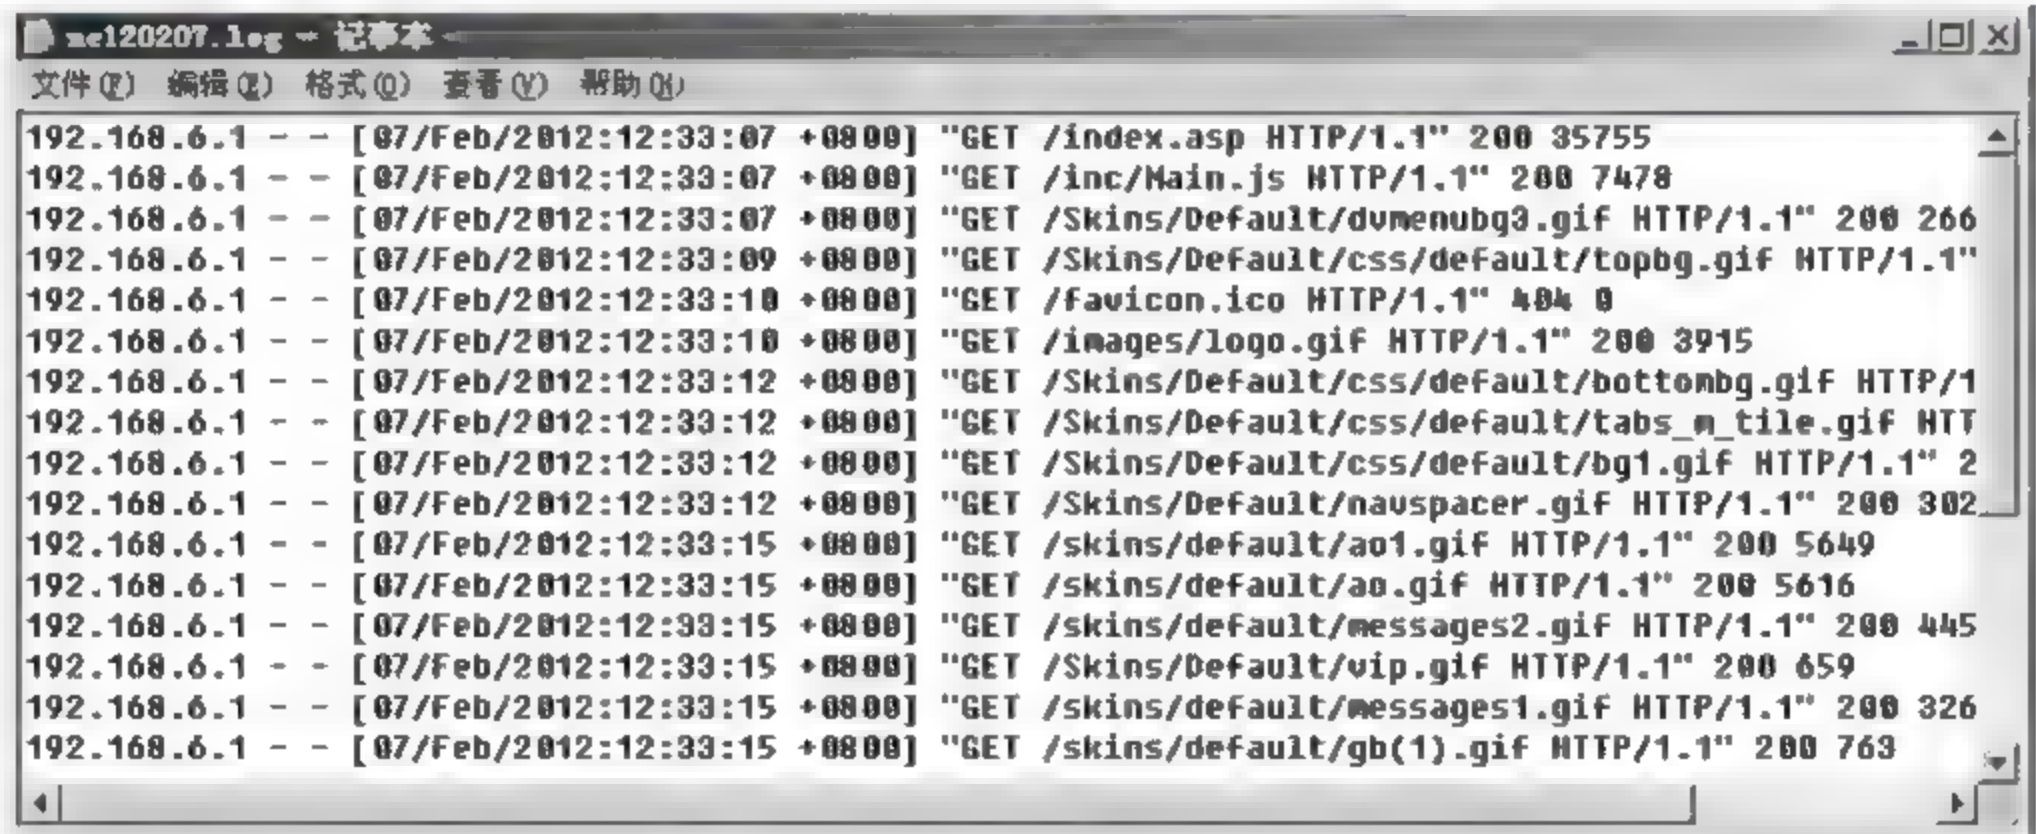 nc120207.log - 记事本
文件(F) 编辑(E) 格式(O) 查看(V) 帮助(H)
192.168.6.1 - - [07/Feb/2012:12:33:07 +0800] "GET /index.asp HTTP/1.1" 200 35755
192.168.6.1 - - [07/Feb/2012:12:33:07 +0800] "GET /inc/Main.js HTTP/1.1" 200 7478
192.168.6.1 - - [07/Feb/2012:12:33:07 +0800] "GET /Skins/Default/dvmenubg3.gif HTTP/1.1" 200 266
192.168.6.1 - - [07/Feb/2012:12:33:09 +0800] "GET /Skins/Default/css/default/topbg.gif HTTP/1.1"
192.168.6.1 - - [07/Feb/2012:12:33:10 +0800] "GET /favicon.ico HTTP/1.1" 404 0
192.168.6.1 - - [07/Feb/2012:12:33:10 +0800] "GET /images/logo.gif HTTP/1.1" 200 3915
192.168.6.1 - - [07/Feb/2012:12:33:12 +0800] "GET /Skins/Default/css/default/bottombg.gif HTTP/1
192.168.6.1 - - [07/Feb/2012:12:33:12 +0800] "GET /Skins/Default/css/default/tabs_m_tile.gif HTT
192.168.6.1 - - [07/Feb/2012:12:33:12 +0800] "GET /Skins/Default/css/default/bg1.gif HTTP/1.1" 2
192.168.6.1 - - [07/Feb/2012:12:33:12 +0800] "GET /Skins/Default/navspacer.gif HTTP/1.1" 200 302
192.168.6.1 - - [07/Feb/2012:12:33:15 +0800] "GET /skins/default/ao1.gif HTTP/1.1" 200 5649
192.168.6.1 - - [07/Feb/2012:12:33:15 +0800] "GET /skins/default/ao.gif HTTP/1.1" 200 5616
192.168.6.1 - - [07/Feb/2012:12:33:15 +0800] "GET /skins/default/messages2.gif HTTP/1.1" 200 445
192.168.6.1 - - [07/Feb/2012:12:33:15 +0800] "GET /Skins/Default/vip.gif HTTP/1.1" 200 659
192.168.6.1 - - [07/Feb/2012:12:33:15 +0800] "GET /skins/default/messages1.gif HTTP/1.1" 200 326
192.168.6.1 - - [07/Feb/2012:12:33:15 +0800] "GET /skins/default/gb(1).gif HTTP/1.1" 200 763